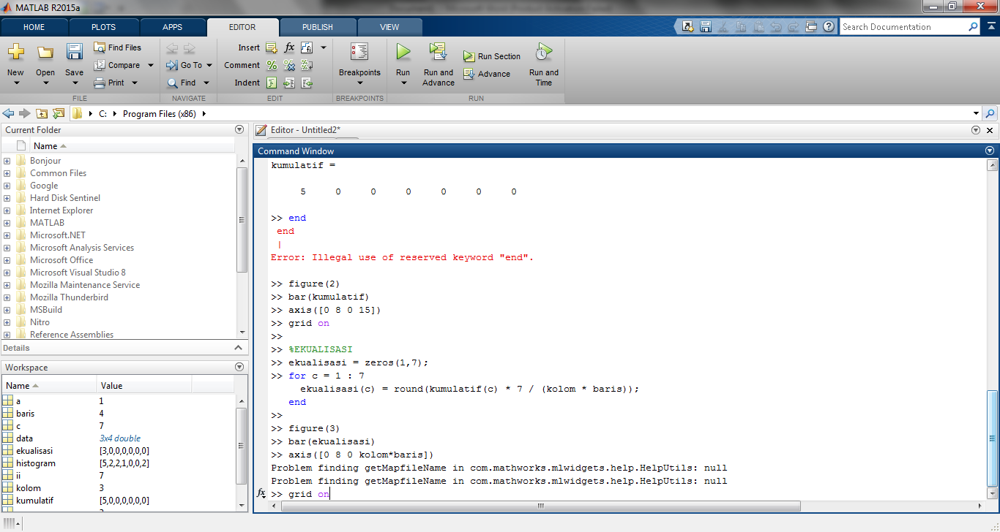 MATLAB R2015a
HOME PLOTS APPS EDITOR PUBLISH VIEW
Search Documentation
New
Open
Save
Find Files
Compare
Print
FILE
Go To
Find
NAVIGATE
Insert
Comment
Indent
EDIT
Breakpoints
BREAKPOINTS
Run
Run and Advance
Run Section
Advance
Run and Time
RUN
C: Program Files (x86)
Current Folder
Name
Bonjour
Common Files
Google
Hard Disk Sentinel
Internet Explorer
MATLAB
Microsoft.NET
Microsoft Analysis Services
Microsoft Office
Microsoft Visual Studio 8
Mozilla Maintenance Service
Mozilla Thunderbird
MSBuild
Nitro
Reference Assemblies
Details
Workspace
Name Value
a 1
baris 4
c 7
data 3x4 double
ekualisasi [3,0,0,0,0,0,0]
histogram [5,2,2,1,0,0,2]
ii 7
kolom 3
kumulatif [5,0,0,0,0,0,0]
Editor - Untitled2*
Command Window
kumulatif =
5 0 0 0 0 0 0
>> end
end
|
Error: Illegal use of reserved keyword "end".
>> figure(2)
>> bar(kumulatif)
>> axis([0 8 0 15])
>> grid on
>>
>> %EKUALISASI
>> ekualisasi = zeros(1,7);
>> for c = 1 : 7
ekualisasi(c) = round(kumulatif(c) * 7 / (kolom * baris));
end
>>
>> figure(3)
>> bar(ekualisasi)
>> axis([0 8 0 kolom*baris])
Problem finding getMapfileName in com.mathworks.mlwidgets.help.HelpUtils: null
Problem finding getMapfileName in com.mathworks.mlwidgets.help.HelpUtils: null
fx >> grid on